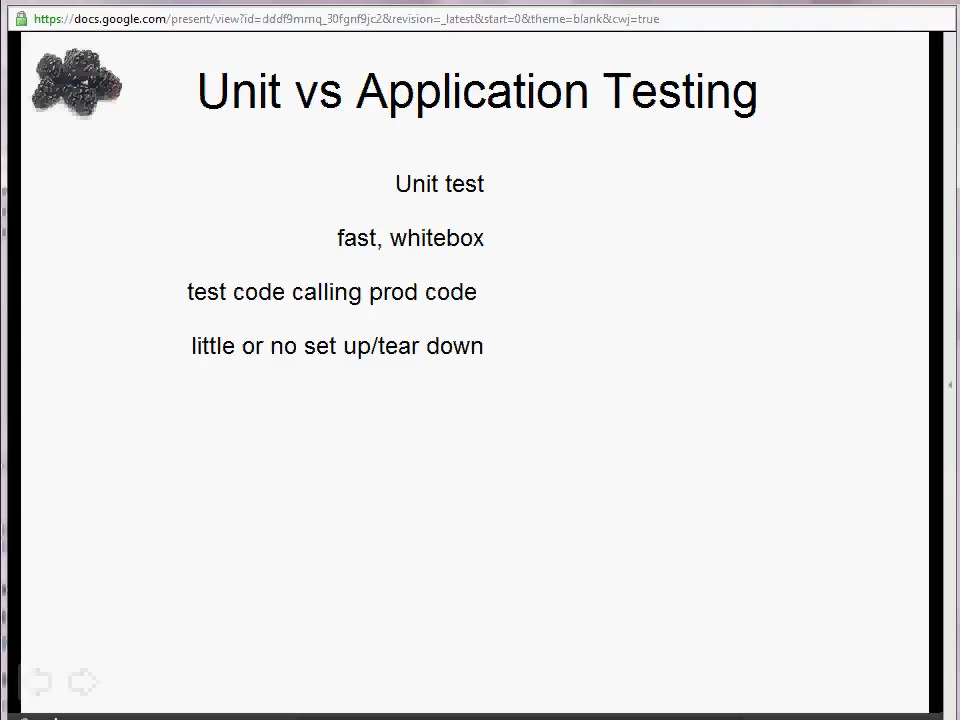 https://docs.google.com/present/view?id=dddf9mmq_30fgnf9jc2&revision=_latest&start=0&theme=blank&cwj=true
Unit vs Application Testing
Unit test
fast, whitebox
test code calling prod code
little or no set up/tear down